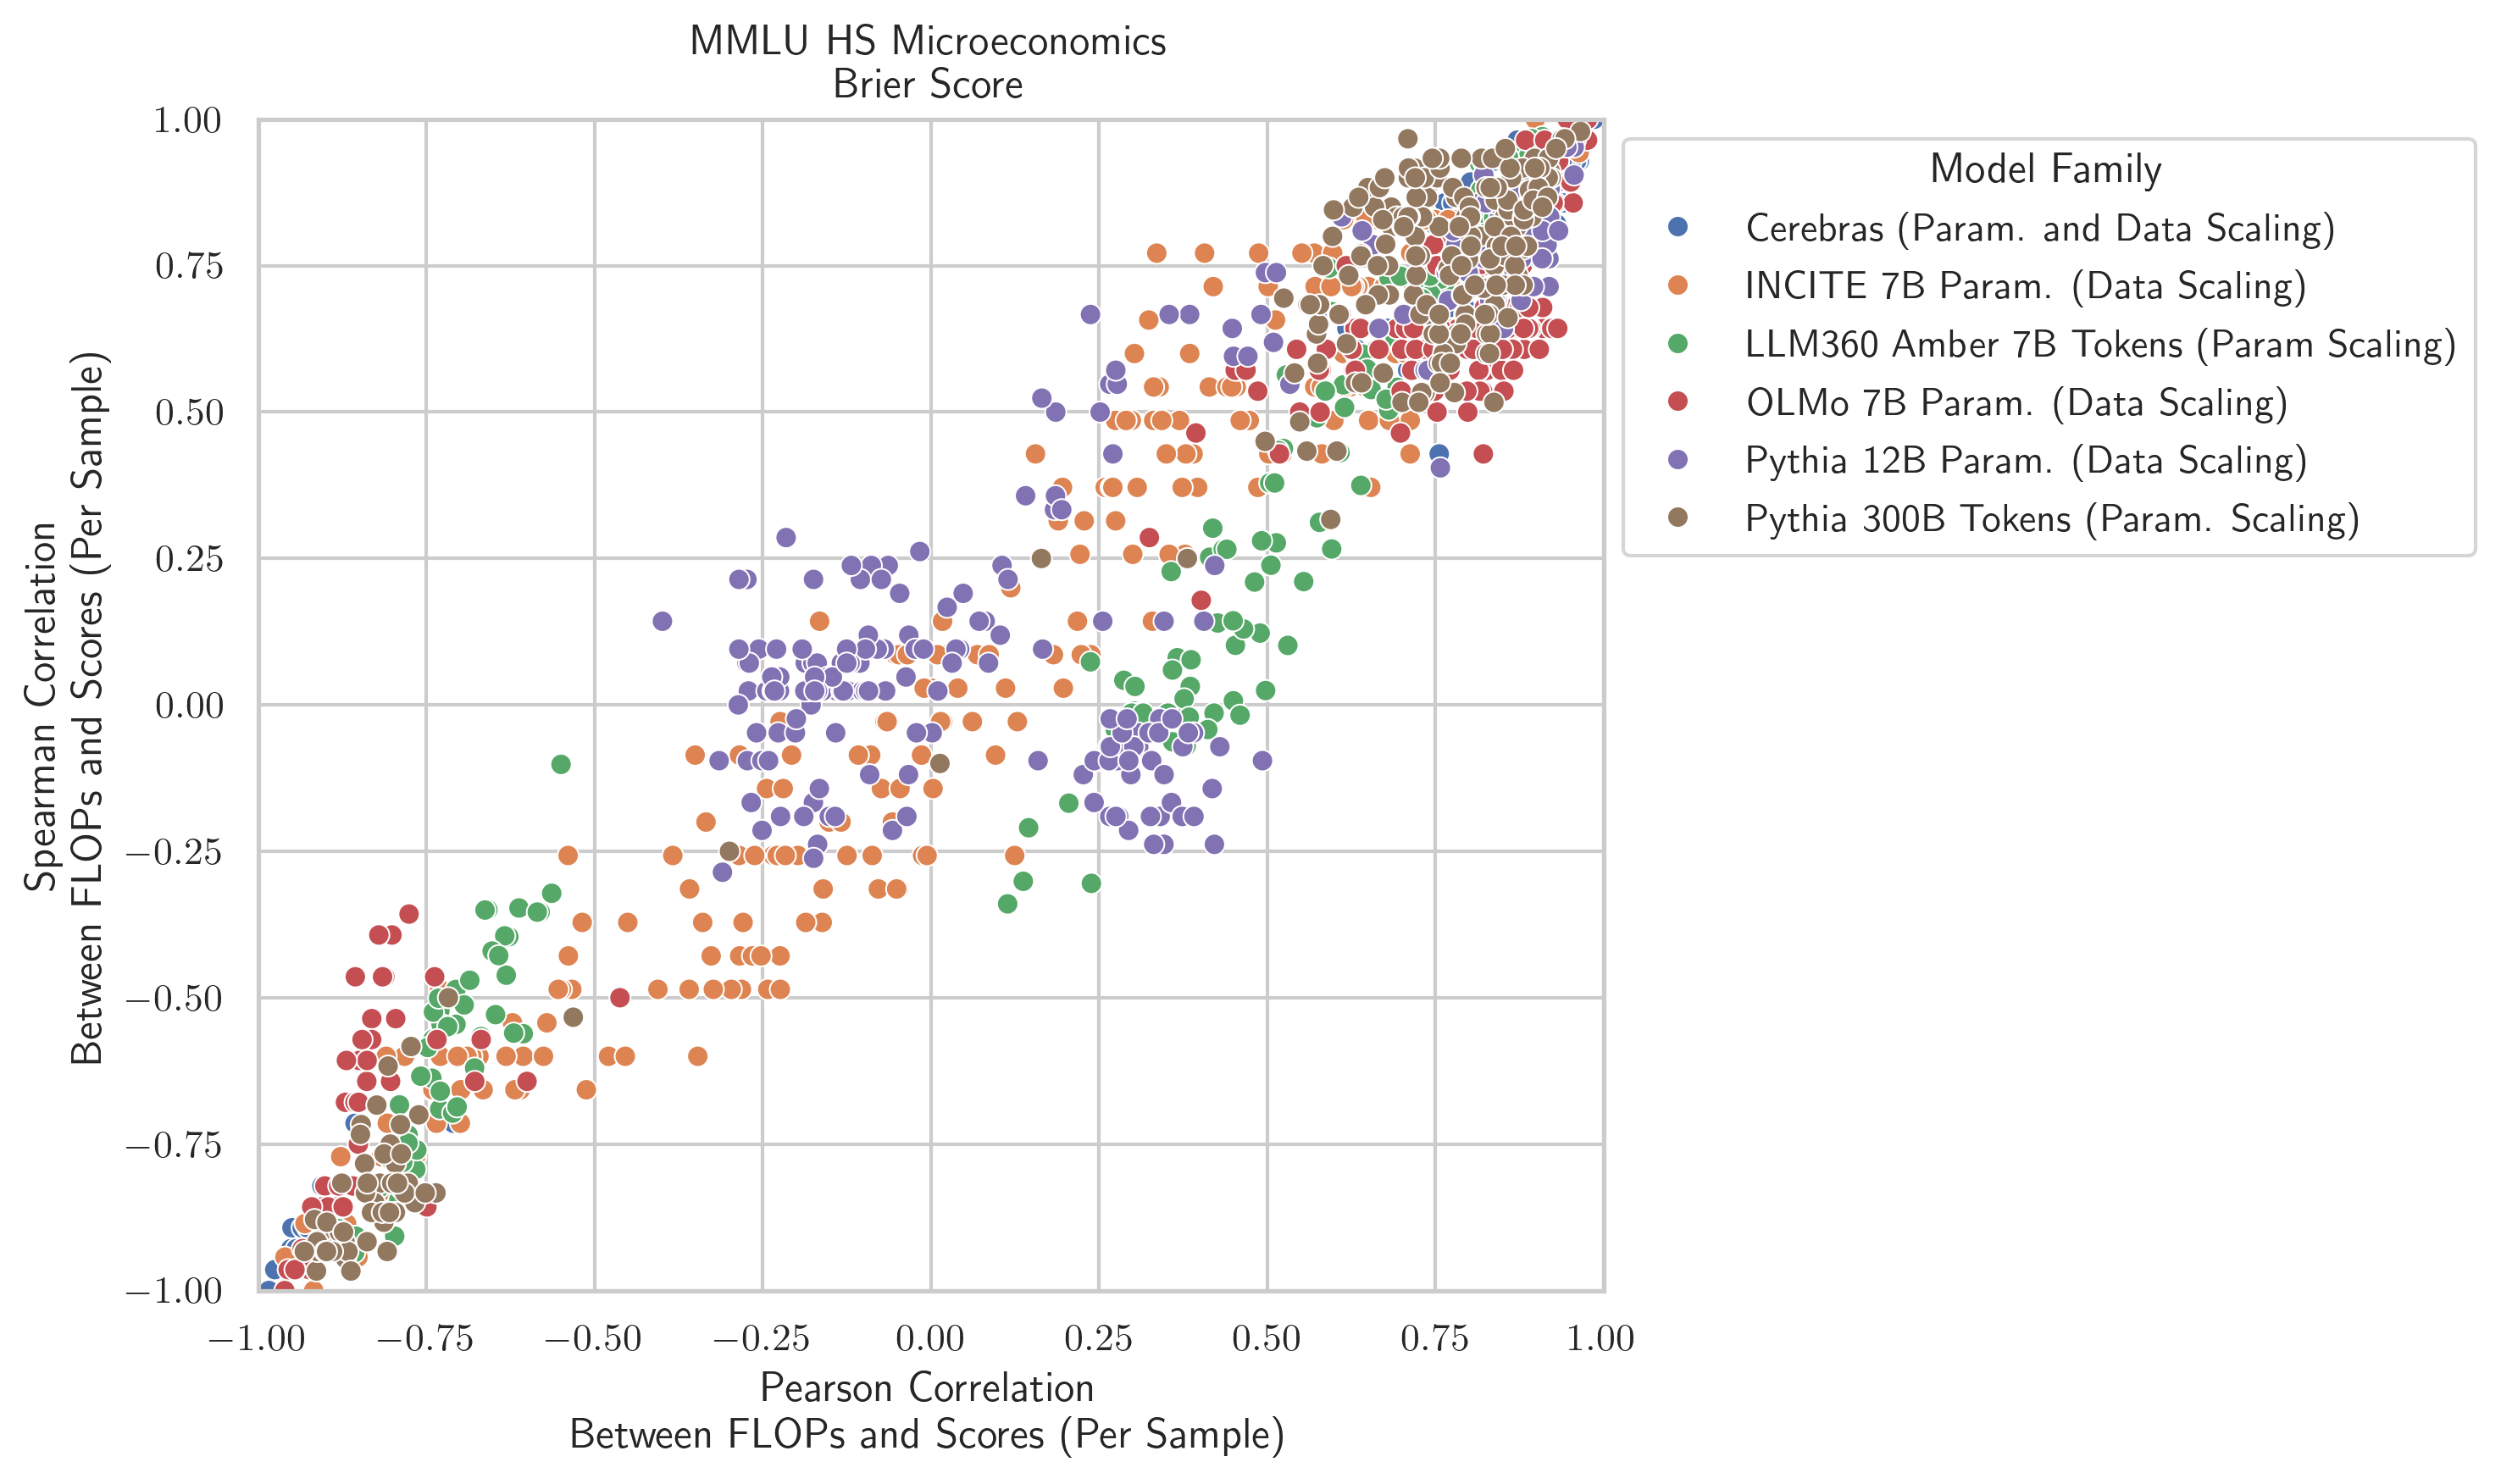 MMLU HS Microeconomics
Brier Score
Spearman Correlation
Between FLOPs and Scores (Per Sample)
1.00
0.75
0.50
0.25
0.00
−0.25
−0.50
−0.75
−1.00
−1.00 −0.75 −0.50 −0.25 0.00 0.25 0.50 0.75 1.00
Pearson Correlation
Between FLOPs and Scores (Per Sample)
Model Family
Cerebras (Param. and Data Scaling)
INCITE 7B Param. (Data Scaling)
LLM360 Amber 7B Tokens (Param Scaling)
OLMo 7B Param. (Data Scaling)
Pythia 12B Param. (Data Scaling)
Pythia 300B Tokens (Param. Scaling)